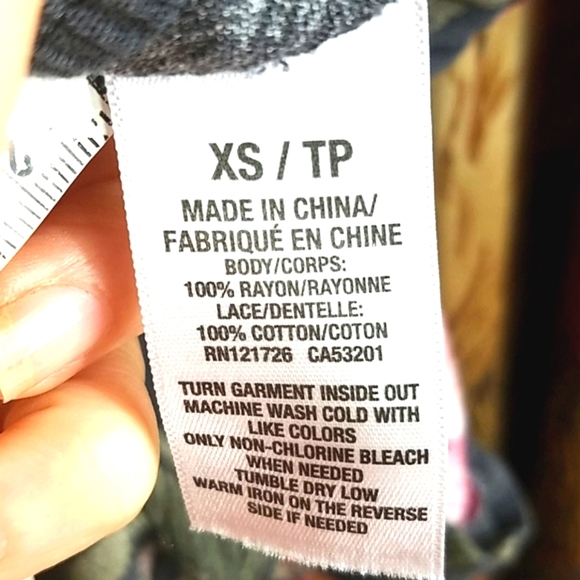 XS / TP
MADE IN CHINA/
FABRIQUÉ EN CHINE
BODY/CORPS:
100% RAYON/RAYONNE
LACE/DENTELLE:
100% COTTON/COTON
RN121726 CA53201
TURN GARMENT INSIDE OUT
MACHINE WASH COLD WITH
LIKE COLORS
ONLY NON-CHLORINE BLEACH
WHEN NEEDED
TUMBLE DRY LOW
WARM IRON ON THE REVERSE
SIDE IF NEEDED